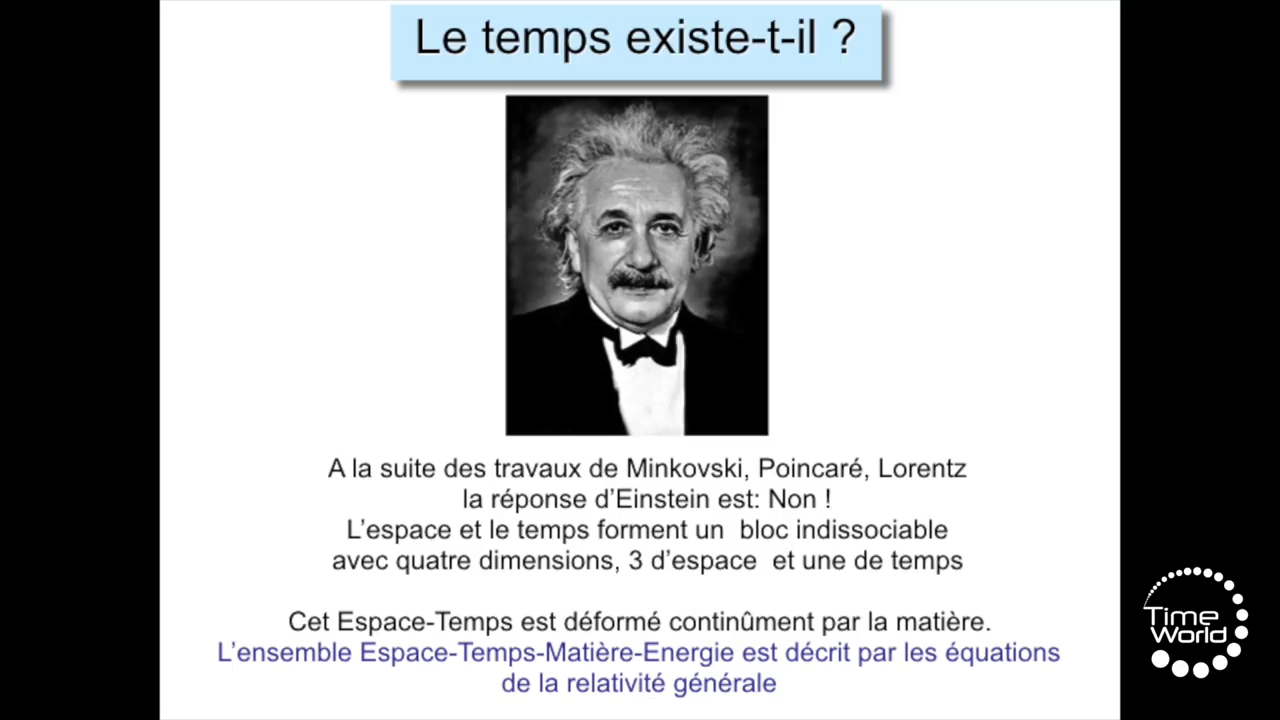 Le temps existe-t-il ?
A la suite des travaux de Minkovski, Poincaré, Lorentz
la réponse d'Einstein est: Non !
L'espace et le temps forment un bloc indissociable
avec quatre dimensions, 3 d'espace et une de temps
Cet Espace-Temps est déformé continûment par la matière.
L'ensemble Espace-Temps-Matière-Energie est décrit par les équations
de la relativité générale
Time
World